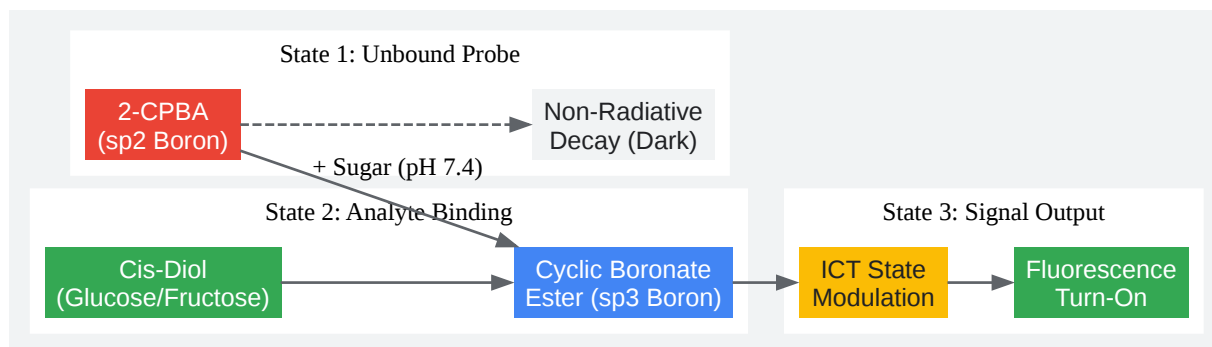 State 1: Unbound Probe
2-CPBA
(sp2 Boron)
Non-Radiative
Decay (Dark)
+ Sugar (pH 7.4)
State 2: Analyte Binding
Cis-Diol
(Glucose/Fructose)
Cyclic Boronate
Ester (sp3 Boron)
State 3: Signal Output
ICT State
Modulation
Fluorescence
Turn-On